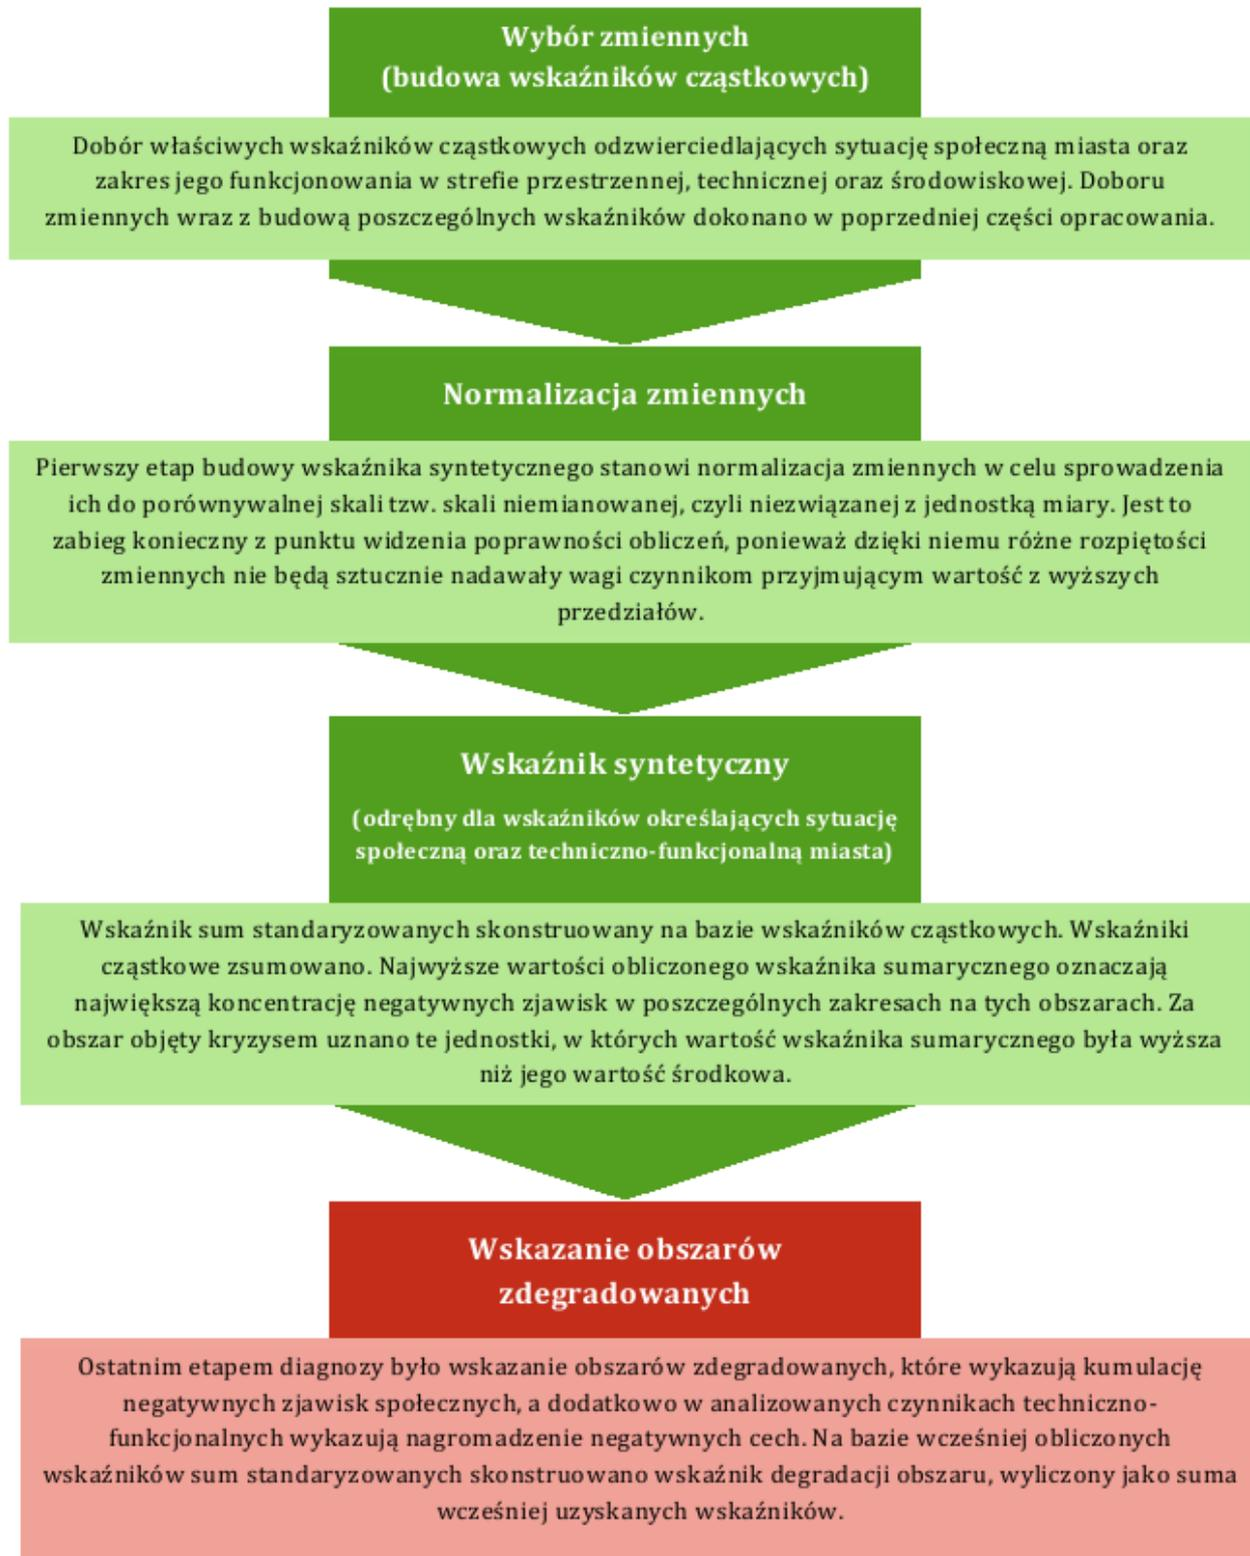 Wybór zmiennych
(budowa wskaźników cząstkowych)
Dobór właściwych wskaźników cząstkowych odzwierciedlających sytuację społeczną miasta oraz
zakres jego funkcjonowania w strefie przestrzennej, technicznej oraz środowiskowej. Doboru
zmiennych wraz z budową poszczególnych wskaźników dokonano w poprzedniej części opracowania.
Normalizacja zmiennych
Pierwszy etap budowy wskaźnika syntetycznego stanowi normalizacja zmiennych w celu sprowadzenia
ich do porównywalnej skali tzw. skali niemianowanej, czyli niezwiązanej z jednostką miary. Jest to
zabieg konieczny z punktu widzenia poprawności obliczeń, ponieważ dzięki niemu różne rozpiętości
zmiennych nie będą sztucznie nadawały wagi czynnikom przyjmującym wartość z wyższych
przedziałów.
Wskaźnik syntetyczny
(odrębny dla wskaźników określających sytuację
społeczną oraz techniczno-funkcjonalną miasta)
Wskaźnik sum standaryzowanych skonstruowany na bazie wskaźników cząstkowych. Wskaźniki
cząstkowe zsumowano. Najwyższe wartości obliczonego wskaźnika sumarycznego oznaczają
największą koncentrację negatywnych zjawisk w poszczególnych zakresach na tych obszarach. Za
obszar objęty kryzysem uznano te jednostki, w których wartość wskaźnika sumarycznego była wyższa
niż jego wartość środkowa.
Wskazanie obszarów
zdegradowanych
Ostatnim etapem diagnozy było wskazanie obszarów zdegradowanych, które wykazują kumulację
negatywnych zjawisk społecznych, a dodatkowo w analizowanych czynnikach techniczno-
funkcjonalnych wykazują nagromadzenie negatywnych cech. Na bazie wcześniej obliczonych
wskaźników sum standaryzowanych skonstruowano wskaźnik degradacji obszaru, wyliczony jako suma
wcześniej uzyskanych wskaźników.